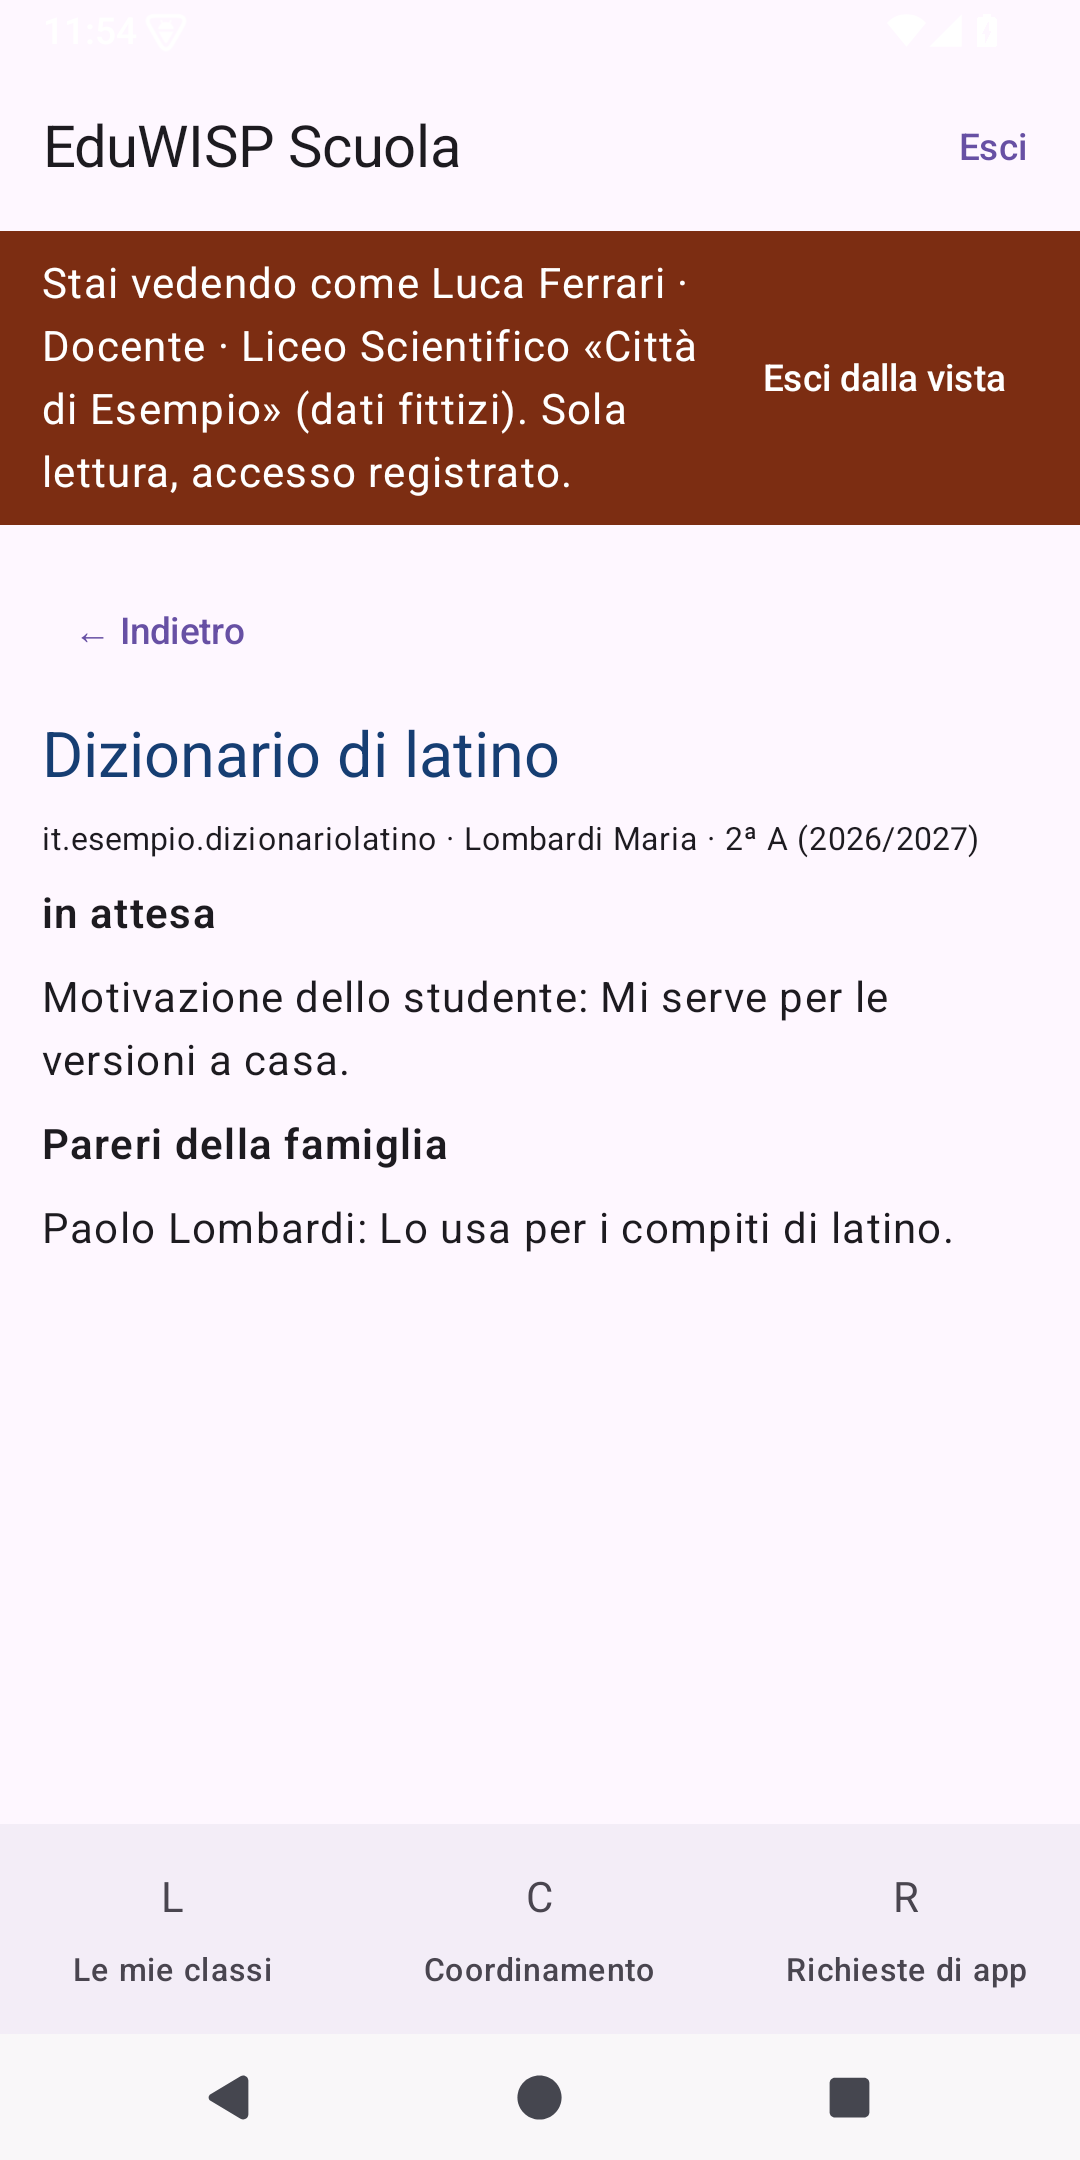 11:54
EduWISP Scuola
Esci
Stai vedendo come Luca Ferrari ·
Docente · Liceo Scientifico «Città
di Esempio» (dati fittizi). Sola
lettura, accesso registrato.
Esci dalla vista
← Indietro
Dizionario di latino
it.esempio.dizionariolatino · Lombardi Maria · 2ª A (2026/2027)
in attesa
Motivazione dello studente: Mi serve per le
versioni a casa.
Pareri della famiglia
Paolo Lombardi: Lo usa per i compiti di latino.
L
C
R
Le mie classi
Coordinamento
Richieste di app